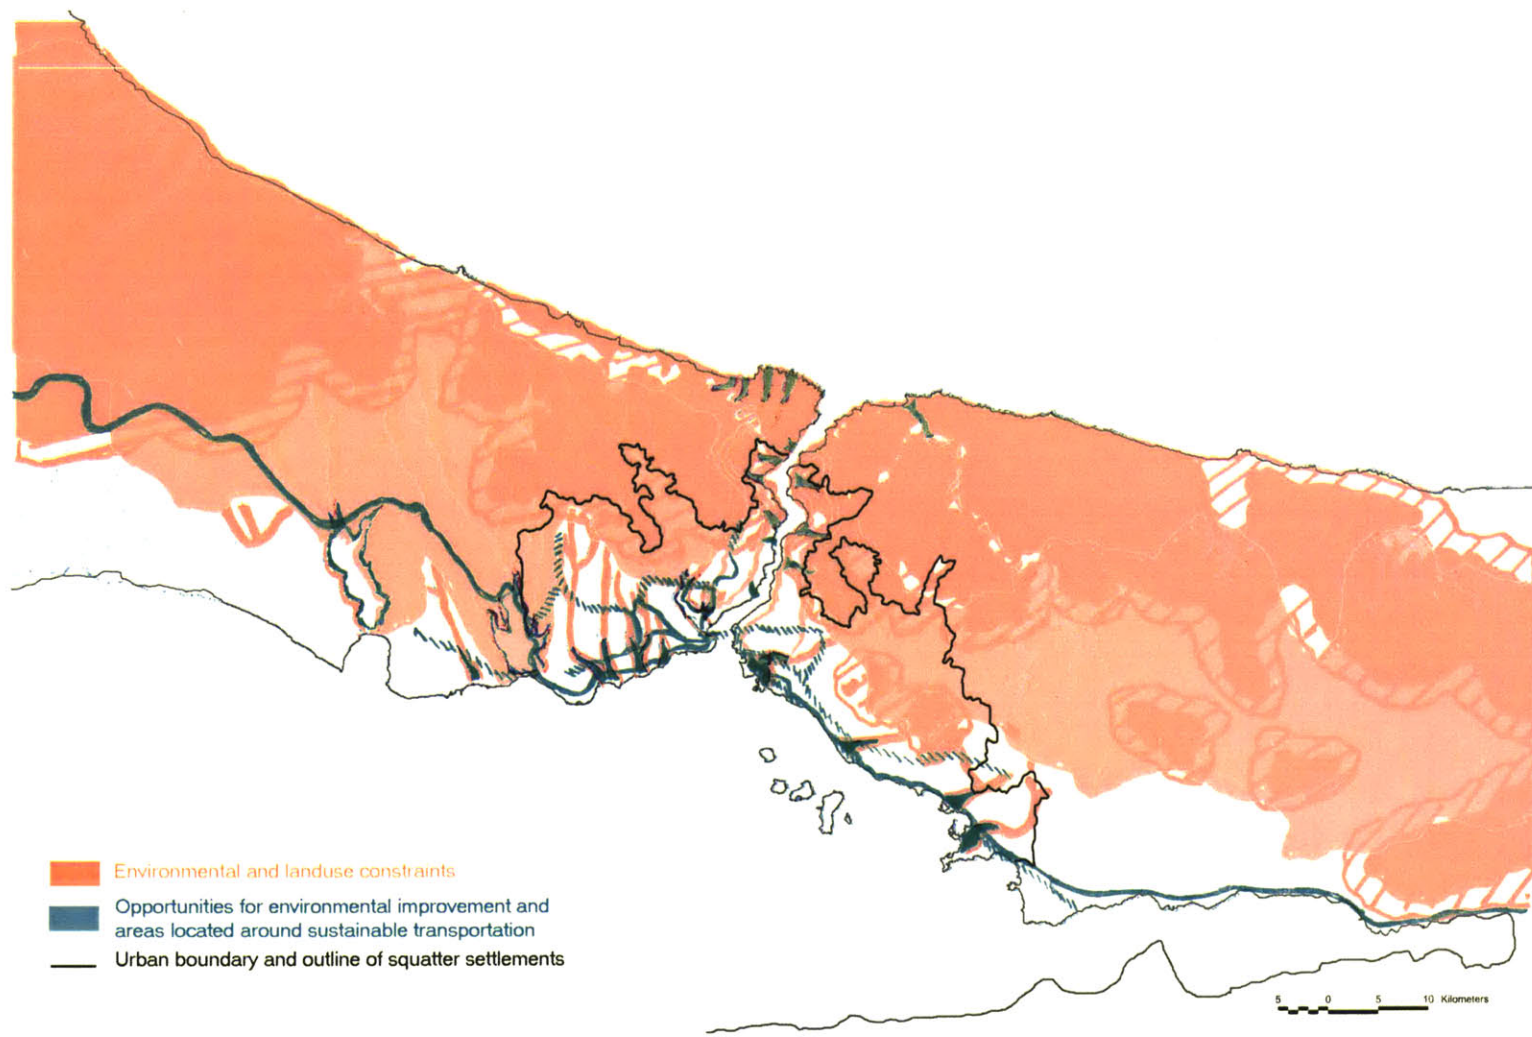 Environmental and landuse constraints
Opportunities for environmental improvement and
areas located around sustainable transportation
Urban boundary and outline of squatter settlements
5 0 5 10 Kilometers